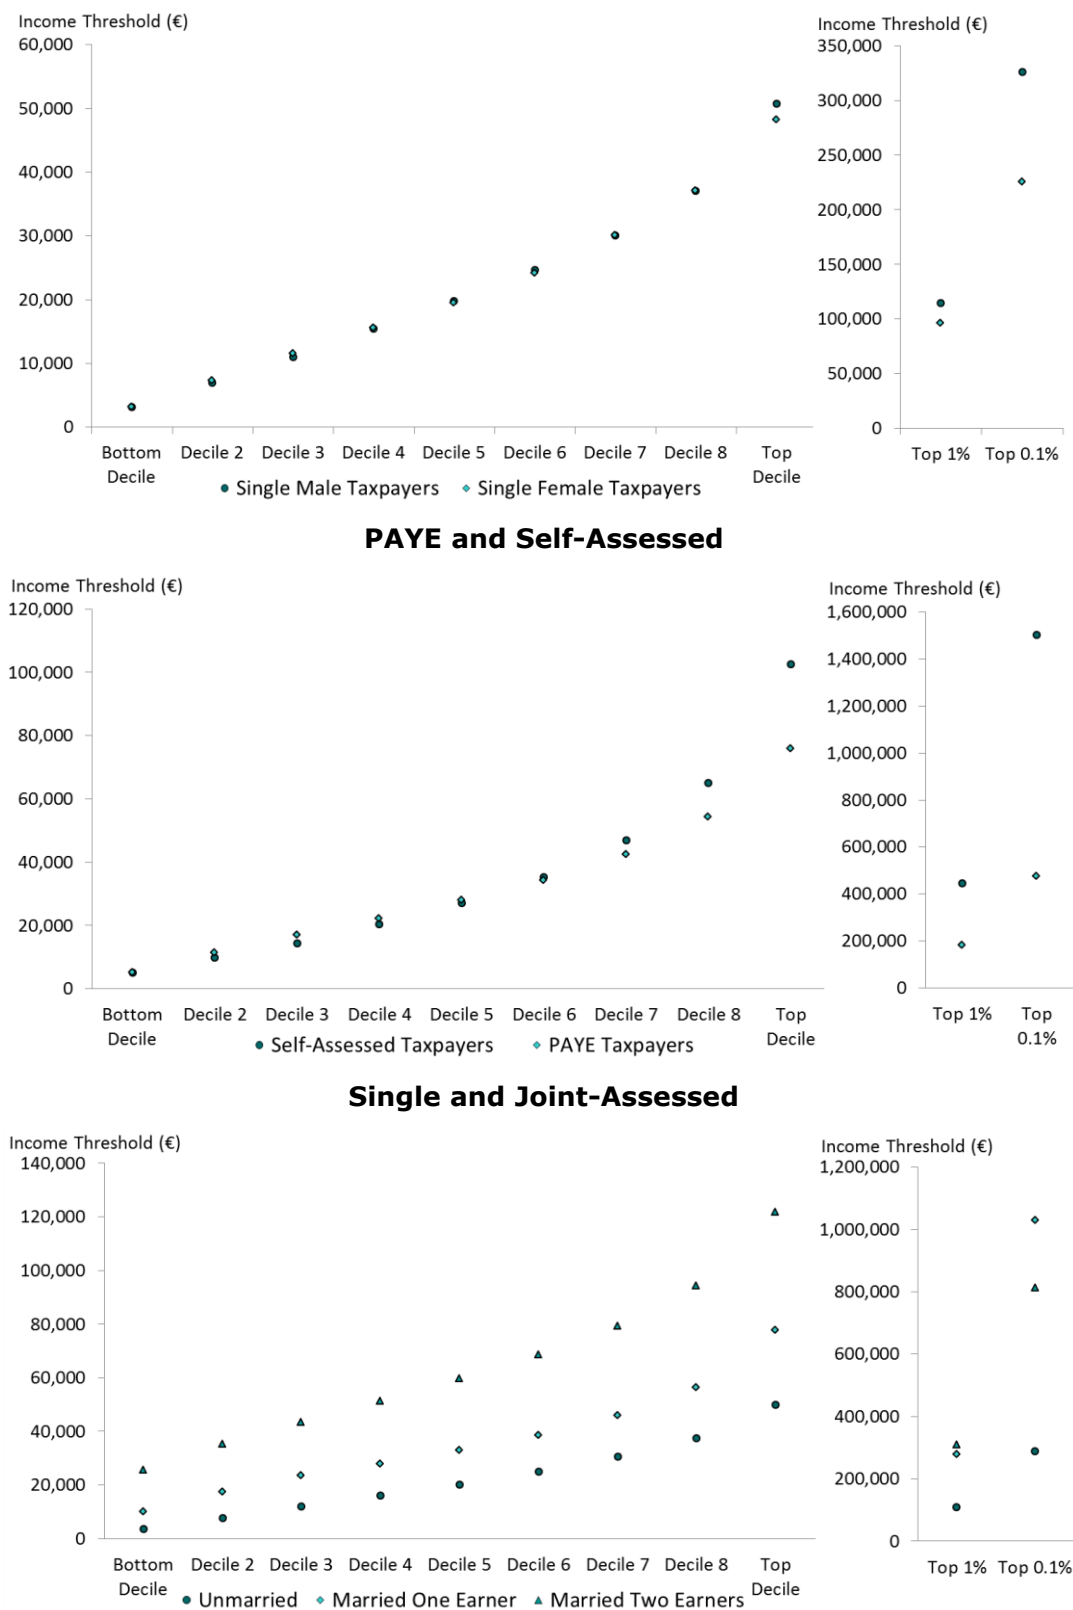 Income Threshold (€)
60,000
50,000
40,000
30,000
20,000
10,000
0
Bottom Decile 2 Decile 3 Decile 4 Decile 5 Decile 6 Decile 7 Decile 8 Top
Decile Decile
Single Male Taxpayers Single Female Taxpayers
Income Threshold (€)
350,000
300,000
250,000
200,000
150,000
100,000
50,000
0
Top 1% Top 0.1%
PAYE and Self-Assessed
Income Threshold (€)
120,000
100,000
80,000
60,000
40,000
20,000
0
Bottom Decile 2 Decile 3 Decile 4 Decile 5 Decile 6 Decile 7 Decile 8 Top
Decile Decile
Self-Assessed Taxpayers PAYE Taxpayers
Income Threshold (€)
1,600,000
1,400,000
1,200,000
1,000,000
800,000
600,000
400,000
200,000
0
Top 1% Top
0.1%
Single and Joint-Assessed
Income Threshold (€)
140,000
120,000
100,000
80,000
60,000
40,000
20,000
0
Bottom Decile 2 Decile 3 Decile 4 Decile 5 Decile 6 Decile 7 Decile 8 Top
Decile Decile
Unmarried Married One Earner Married Two Earners
Income Threshold (€)
1,200,000
1,000,000
800,000
600,000
400,000
200,000
0
Top 1% Top 0.1%